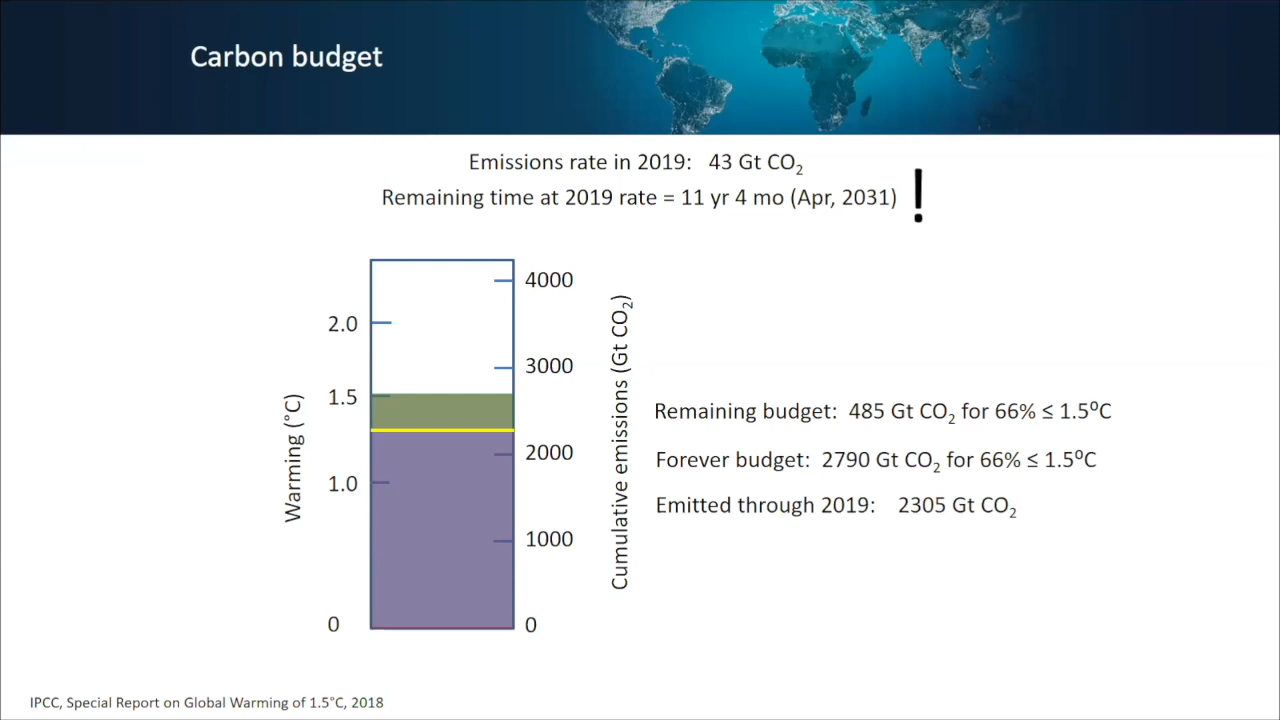 Carbon budget
Emissions rate in 2019: 43 Gt CO₂
Remaining time at 2019 rate = 11 yr 4 mo (Apr, 2031) !
4000
2.0
3000
1.5
2000
1.0
1000
0
0
Warming (°C)
Cumulative emissions (Gt CO₂)
Remaining budget: 485 Gt CO₂ for 66% ≤ 1.5⁰C
Forever budget: 2790 Gt CO₂ for 66% ≤ 1.5⁰C
Emitted through 2019: 2305 Gt CO₂
IPCC, Special Report on Global Warming of 1.5°C, 2018